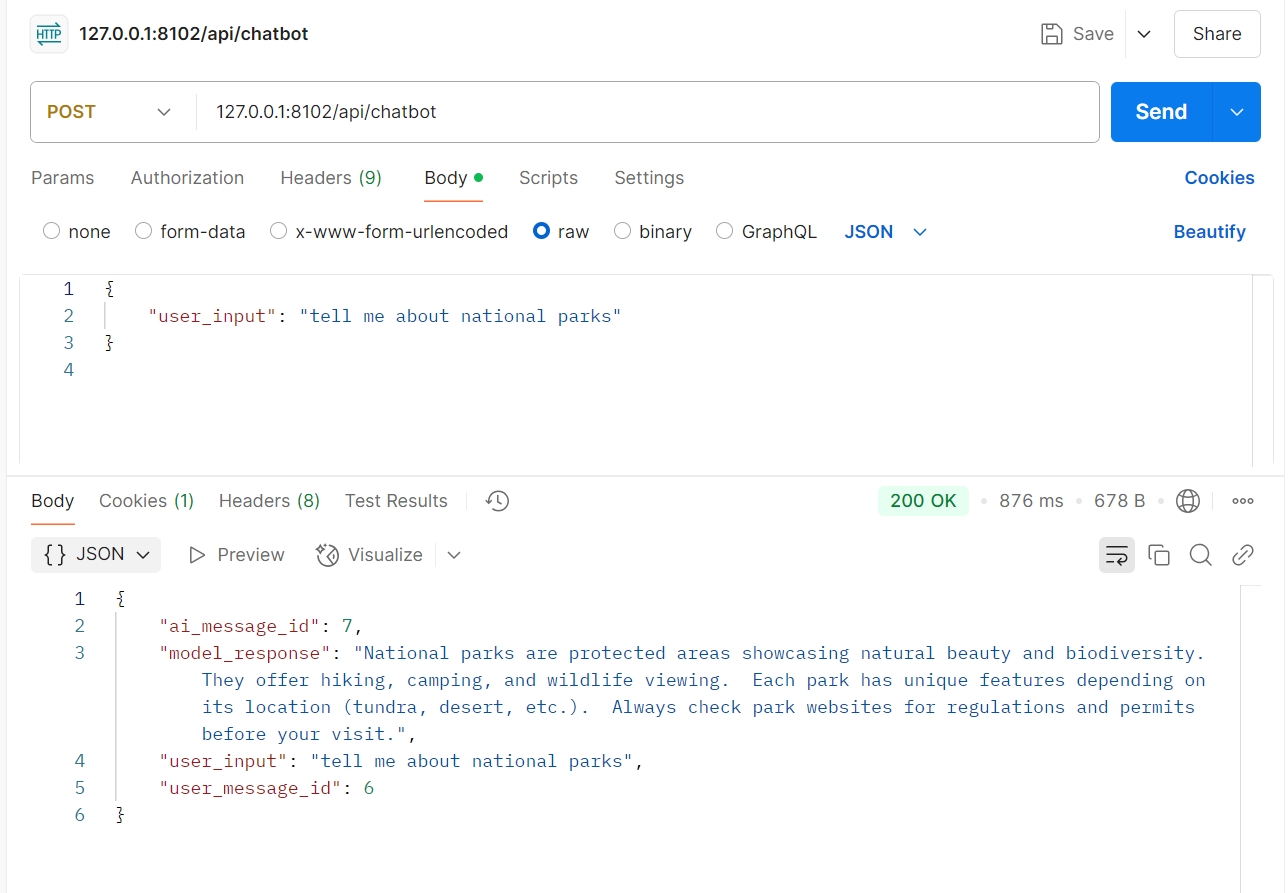 HTTP 127.0.0.1:8102/api/chatbot Save Share
POST 127.0.0.1:8102/api/chatbot Send
Params Authorization Headers (9) Body Scripts Settings Cookies
none form-data x-www-form-urlencoded raw binary GraphQL JSON Beautify
1 {
2 "user_input": "tell me about national parks"
3 }
4
Body Cookies (1) Headers (8) Test Results 200 OK 876 ms 678 B
{} JSON Preview Visualize
1 {
2 "ai_message_id": 7,
3 "model_response": "National parks are protected areas showcasing natural beauty and biodiversity.
They offer hiking, camping, and wildlife viewing.  Each park has unique features depending on
its location (tundra, desert, etc.).  Always check park websites for regulations and permits
before your visit.",
4 "user_input": "tell me about national parks",
5 "user_message_id": 6
6 }